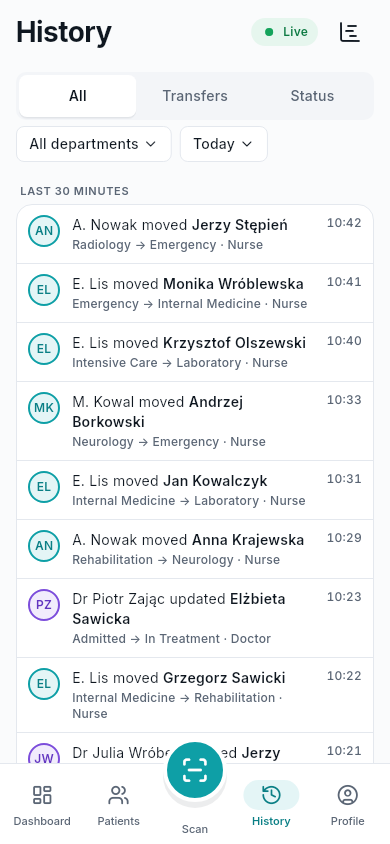 History
Live
All
Transfers
Status
All departments
Today
LAST 30 MINUTES
AN
A. Nowak moved Jerzy Stępień
10:42
Radiology → Emergency · Nurse
EL
E. Lis moved Monika Wróblewska
10:41
Emergency → Internal Medicine · Nurse
EL
E. Lis moved Krzysztof Olszewski
10:40
Intensive Care → Laboratory · Nurse
MK
M. Kowal moved Andrzej
Borkowski
10:33
Neurology → Emergency · Nurse
EL
E. Lis moved Jan Kowalczyk
10:31
Internal Medicine → Laboratory · Nurse
AN
A. Nowak moved Anna Krajewska
10:29
Rehabilitation → Neurology · Nurse
PZ
Dr Piotr Zając updated Elżbieta
Sawicka
10:23
Admitted → In Treatment · Doctor
EL
E. Lis moved Grzegorz Sawicki
10:22
Internal Medicine → Rehabilitation ·
Nurse
JW
Dr Julia Jerzy
10:21
Dashboard
Patients
Scan
History
Profile